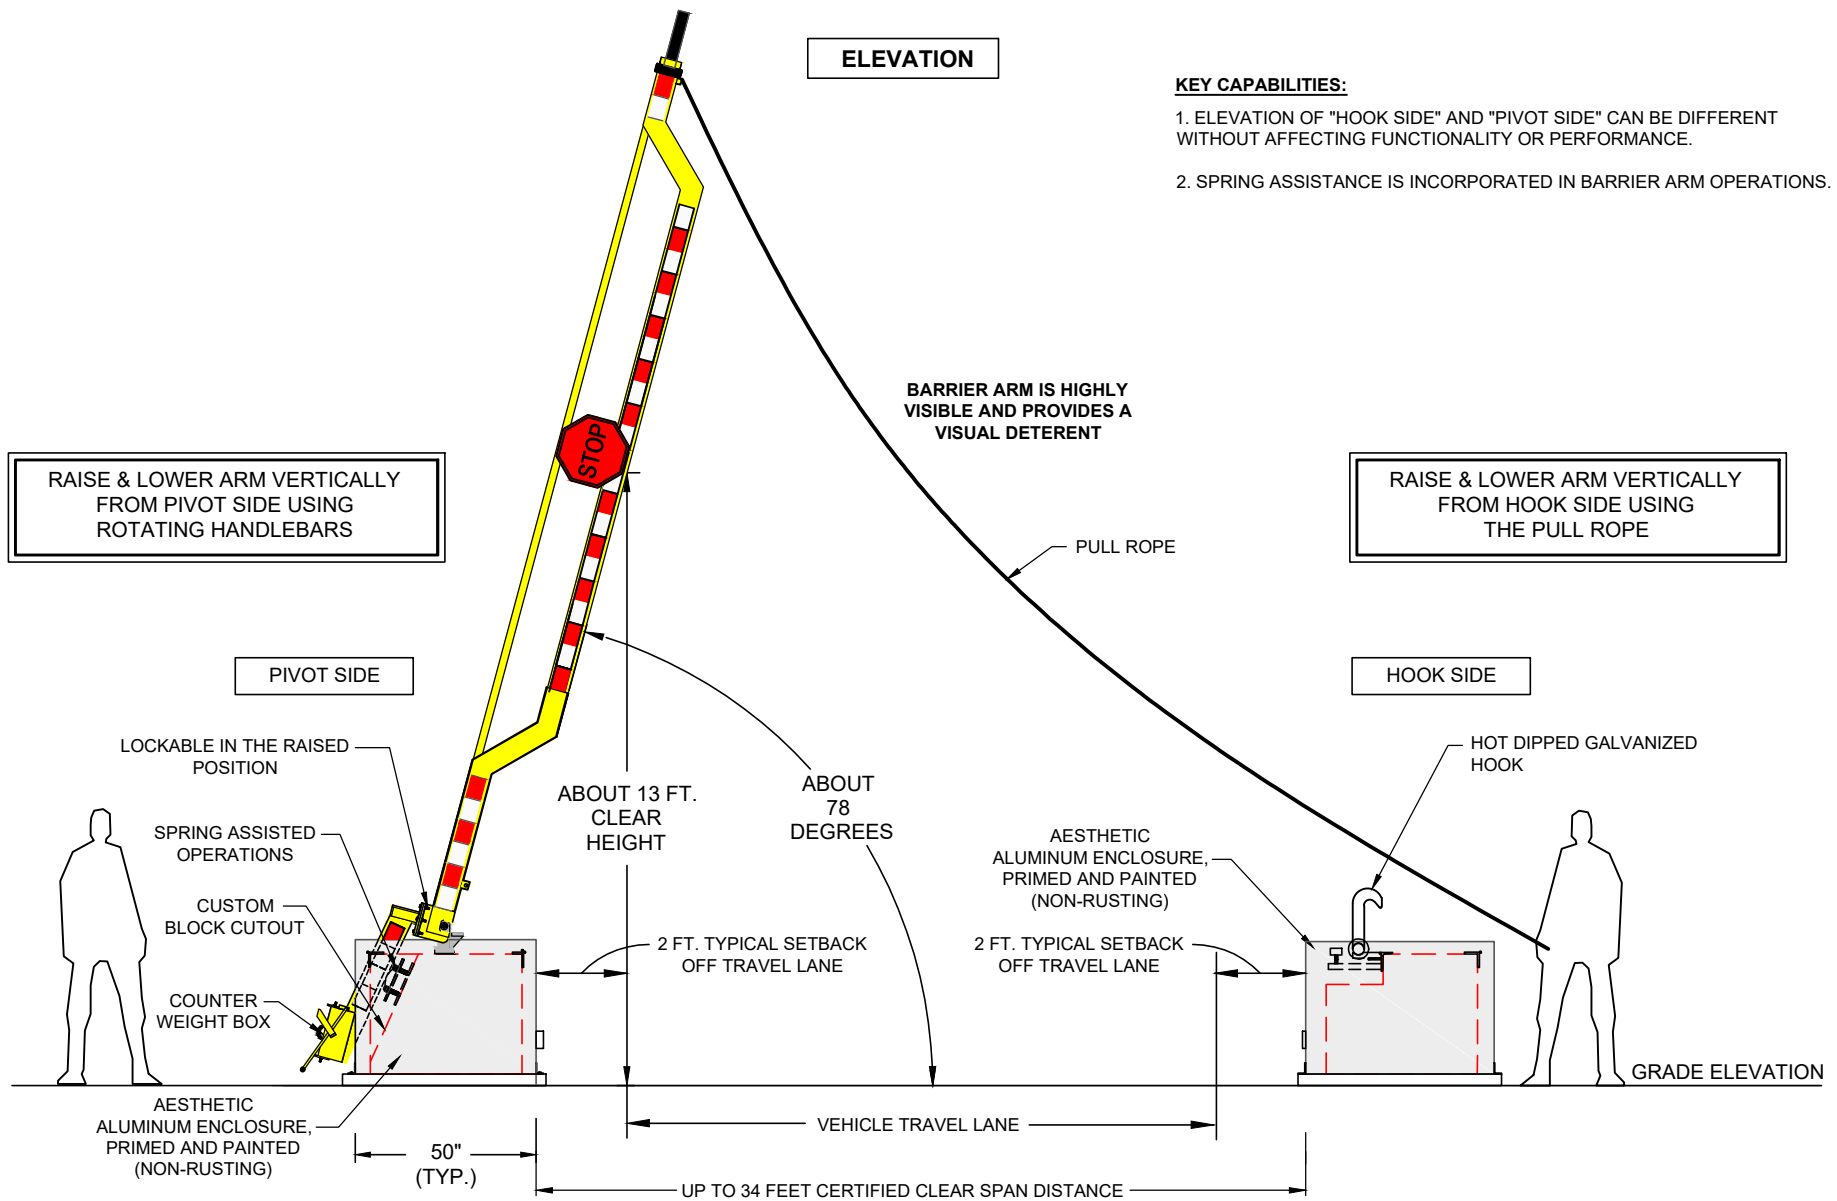 ELEVATION
KEY CAPABILITIES:
1. ELEVATION OF "HOOK SIDE" AND "PIVOT SIDE" CAN BE DIFFERENT
WITHOUT AFFECTING FUNCTIONALITY OR PERFORMANCE.
2. SPRING ASSISTANCE IS INCORPORATED IN BARRIER ARM OPERATIONS.
BARRIER ARM IS HIGHLY
VISIBLE AND PROVIDES A
VISUAL DETERENT
STOP
RAISE & LOWER ARM VERTICALLY
FROM PIVOT SIDE USING
ROTATING HANDLEBARS
RAISE & LOWER ARM VERTICALLY
FROM HOOK SIDE USING
THE PULL ROPE
PULL ROPE
PIVOT SIDE
HOOK SIDE
LOCKABLE IN THE RAISED
POSITION
HOT DIPPED GALVANIZED
HOOK
ABOUT 13 FT.
CLEAR
HEIGHT
ABOUT
78
DEGREES
SPRING ASSISTED
OPERATIONS
AESTHETIC
ALUMINUM ENCLOSURE,
PRIMED AND PAINTED
(NON-RUSTING)
CUSTOM
BLOCK CUTOUT
2 FT. TYPICAL SETBACK
OFF TRAVEL LANE
2 FT. TYPICAL SETBACK
OFF TRAVEL LANE
COUNTER
WEIGHT BOX
GRADE ELEVATION
AESTHETIC
ALUMINUM ENCLOSURE,
PRIMED AND PAINTED
(NON-RUSTING)
VEHICLE TRAVEL LANE
50"
(TYP.)
UP TO 34 FEET CERTIFIED CLEAR SPAN DISTANCE